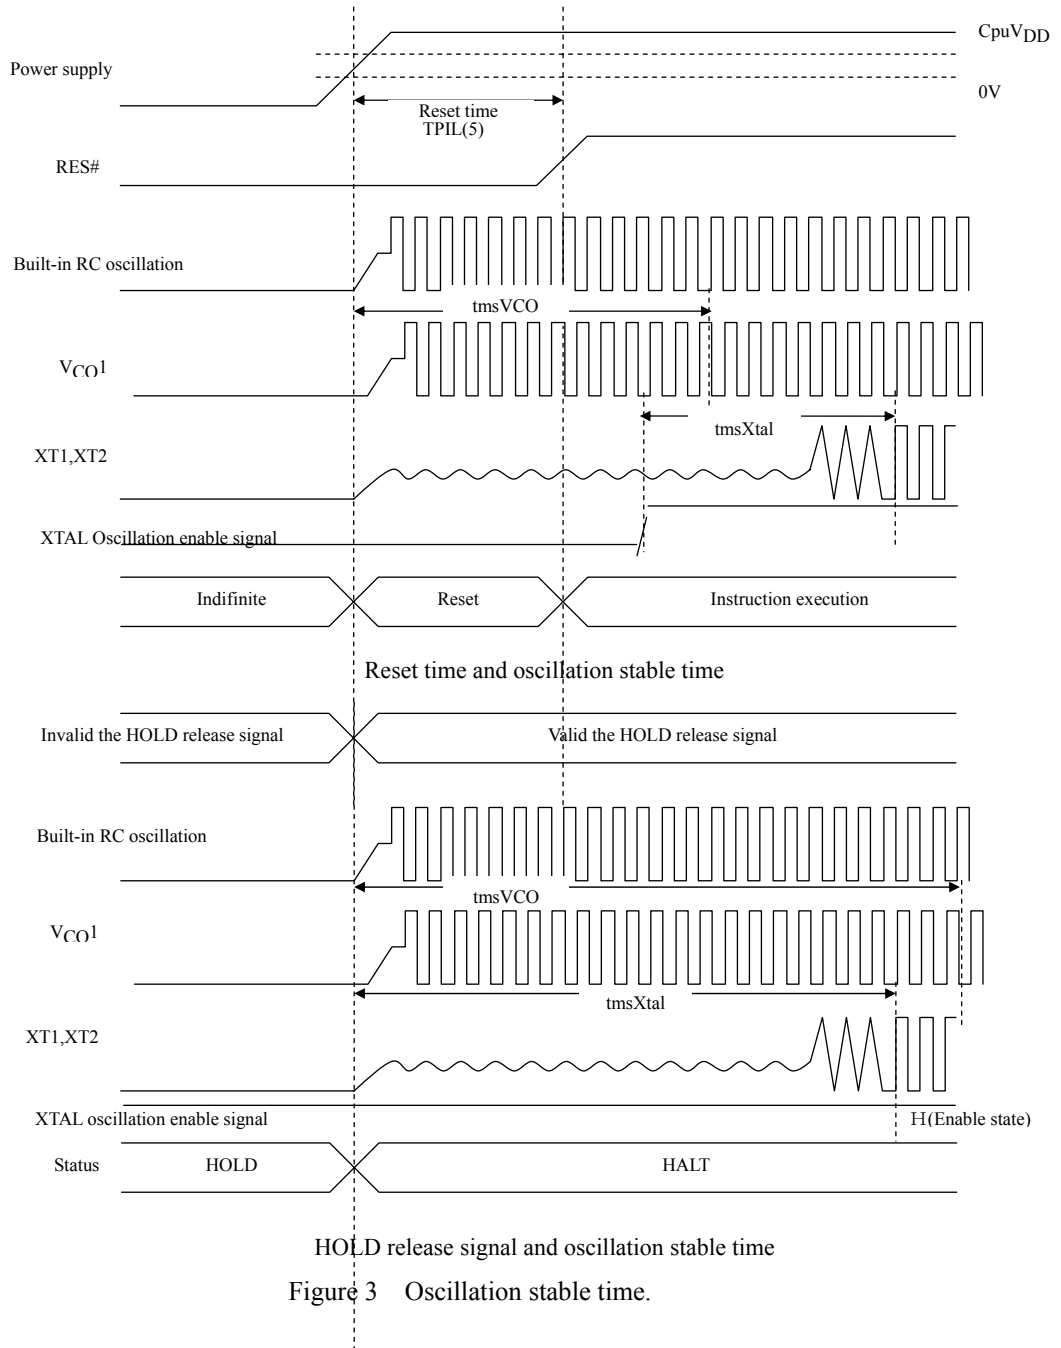 CpuVDD
Power supply
0V
Reset time
TPIL(5)
RES#
Built-in RC oscillation
tmsVCO
VCO1
tmsXtal
XT1,XT2
XTAL Oscillation enable signal
Indifinite Reset Instruction execution
Reset time and oscillation stable time
Invalid the HOLD release signal Valid the HOLD release signal
Built-in RC oscillation
tmsVCO
VCO1
tmsXtal
XT1,XT2
XTAL oscillation enable signal H(Enable state)
Status HOLD HALT
HOLD release signal and oscillation stable time
Figure 3 Oscillation stable time.